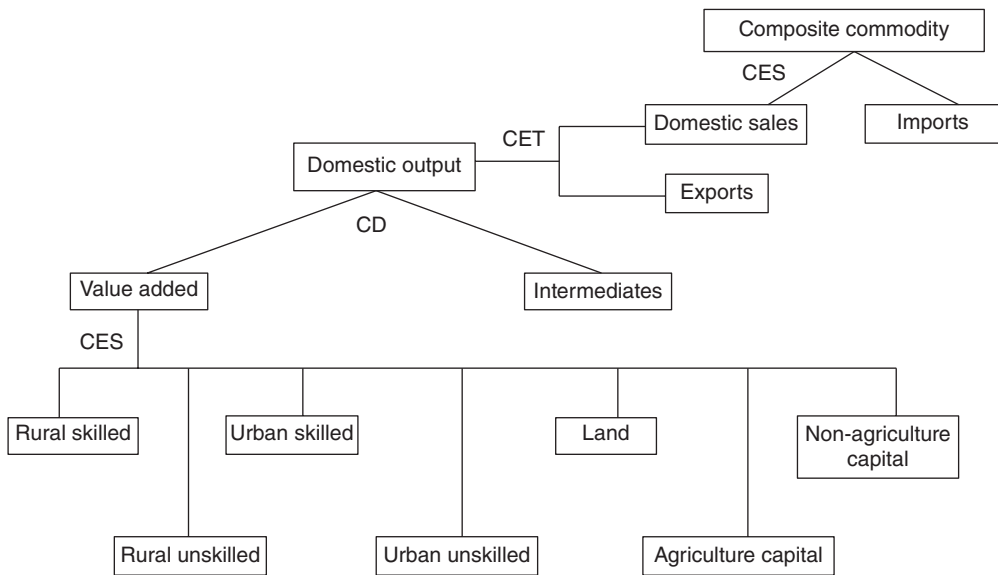 Composite commodity
CES
Domestic sales
Imports
CET
Domestic output
Exports
CD
Value added
Intermediates
CES
Rural skilled
Urban skilled
Land
Non-agriculture
capital
Rural unskilled
Urban unskilled
Agriculture capital